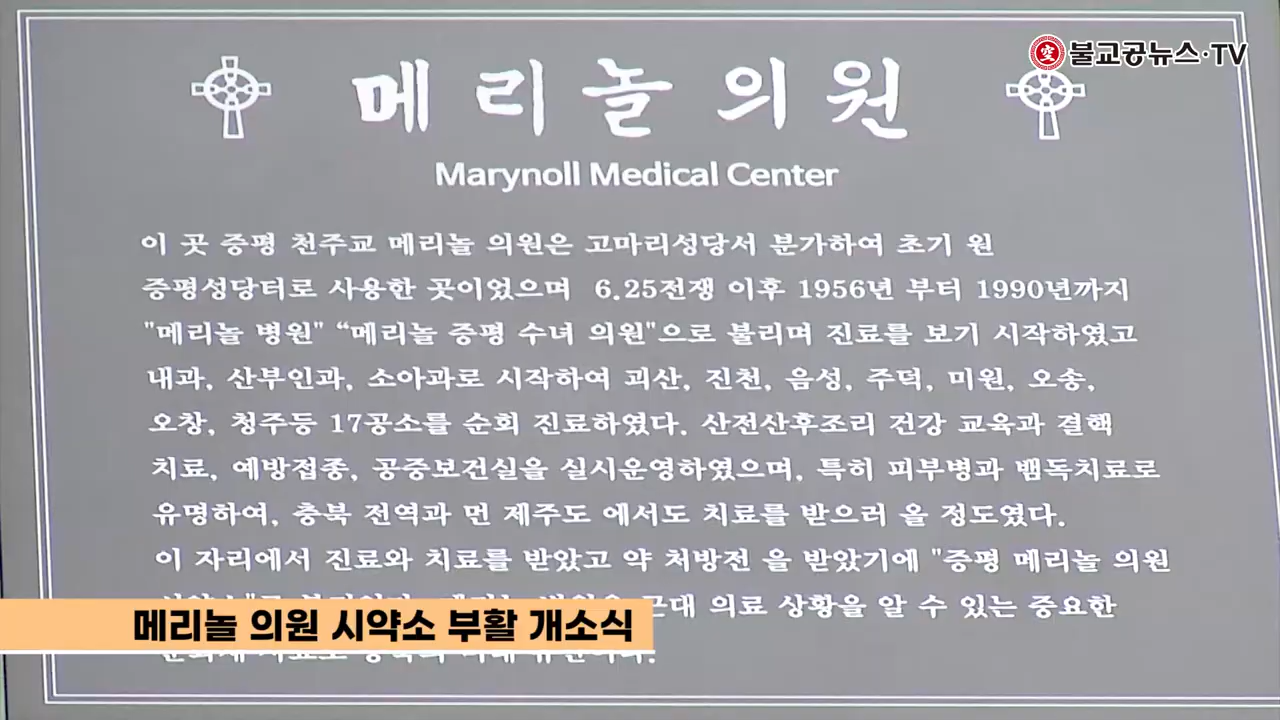 空 불교공뉴스·TV
메리놀의원
Marynoll Medical Center
이 곳 증평 천주교 메리놀 의원은 고마리성당서 분가하여 초기 원
증평성당터로 사용한 곳이었으며 6.25전쟁 이후 1956년 부터 1990년까지
"메리놀 병원" “메리놀 증평 수녀 의원"으로 불리며 진료를 보기 시작하였고
내과, 산부인과, 소아과로 시작하여 괴산, 진천, 음성, 주덕, 미원, 오송,
오창, 청주등 17공소를 순회 진료하였다. 산전산후조리 건강 교육과 결핵
치료, 예방접종, 공중보건실을 실시운영하였으며, 특히 피부병과 뱀독치료로
유명하여, 충북 전역과 먼 제주도 에서도 치료를 받으러 올 정도였다.
이 자리에서 진료와 치료를 받았고 약 처방전 을 받았기에 "증평 메리놀 의원
근대 의료 상황을 알 수 있는 중요한
메리놀 의원 시약소 부활 개소식